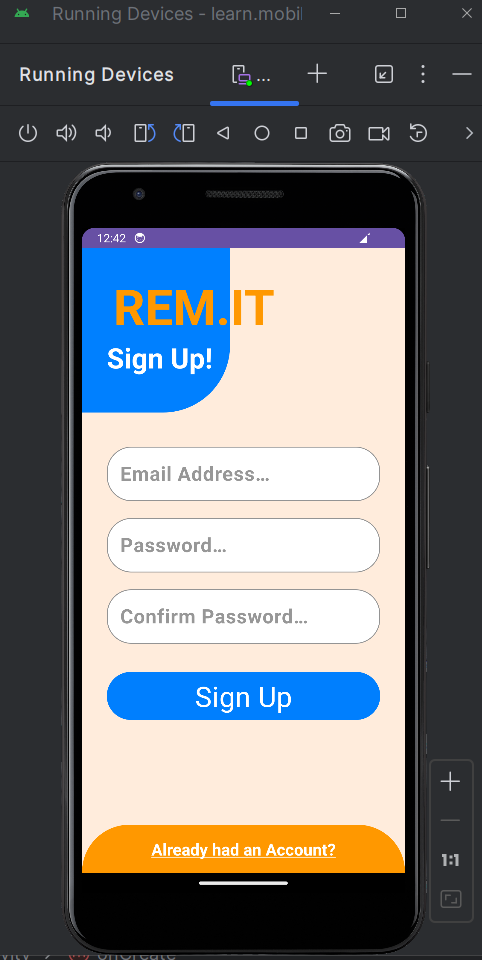 Running Devices - learn.mobil
Running Devices
...
12:42
REM.IT
Sign Up!
Email Address...
Password...
Confirm Password...
Sign Up
Already had an Account?
1:1
onCreate